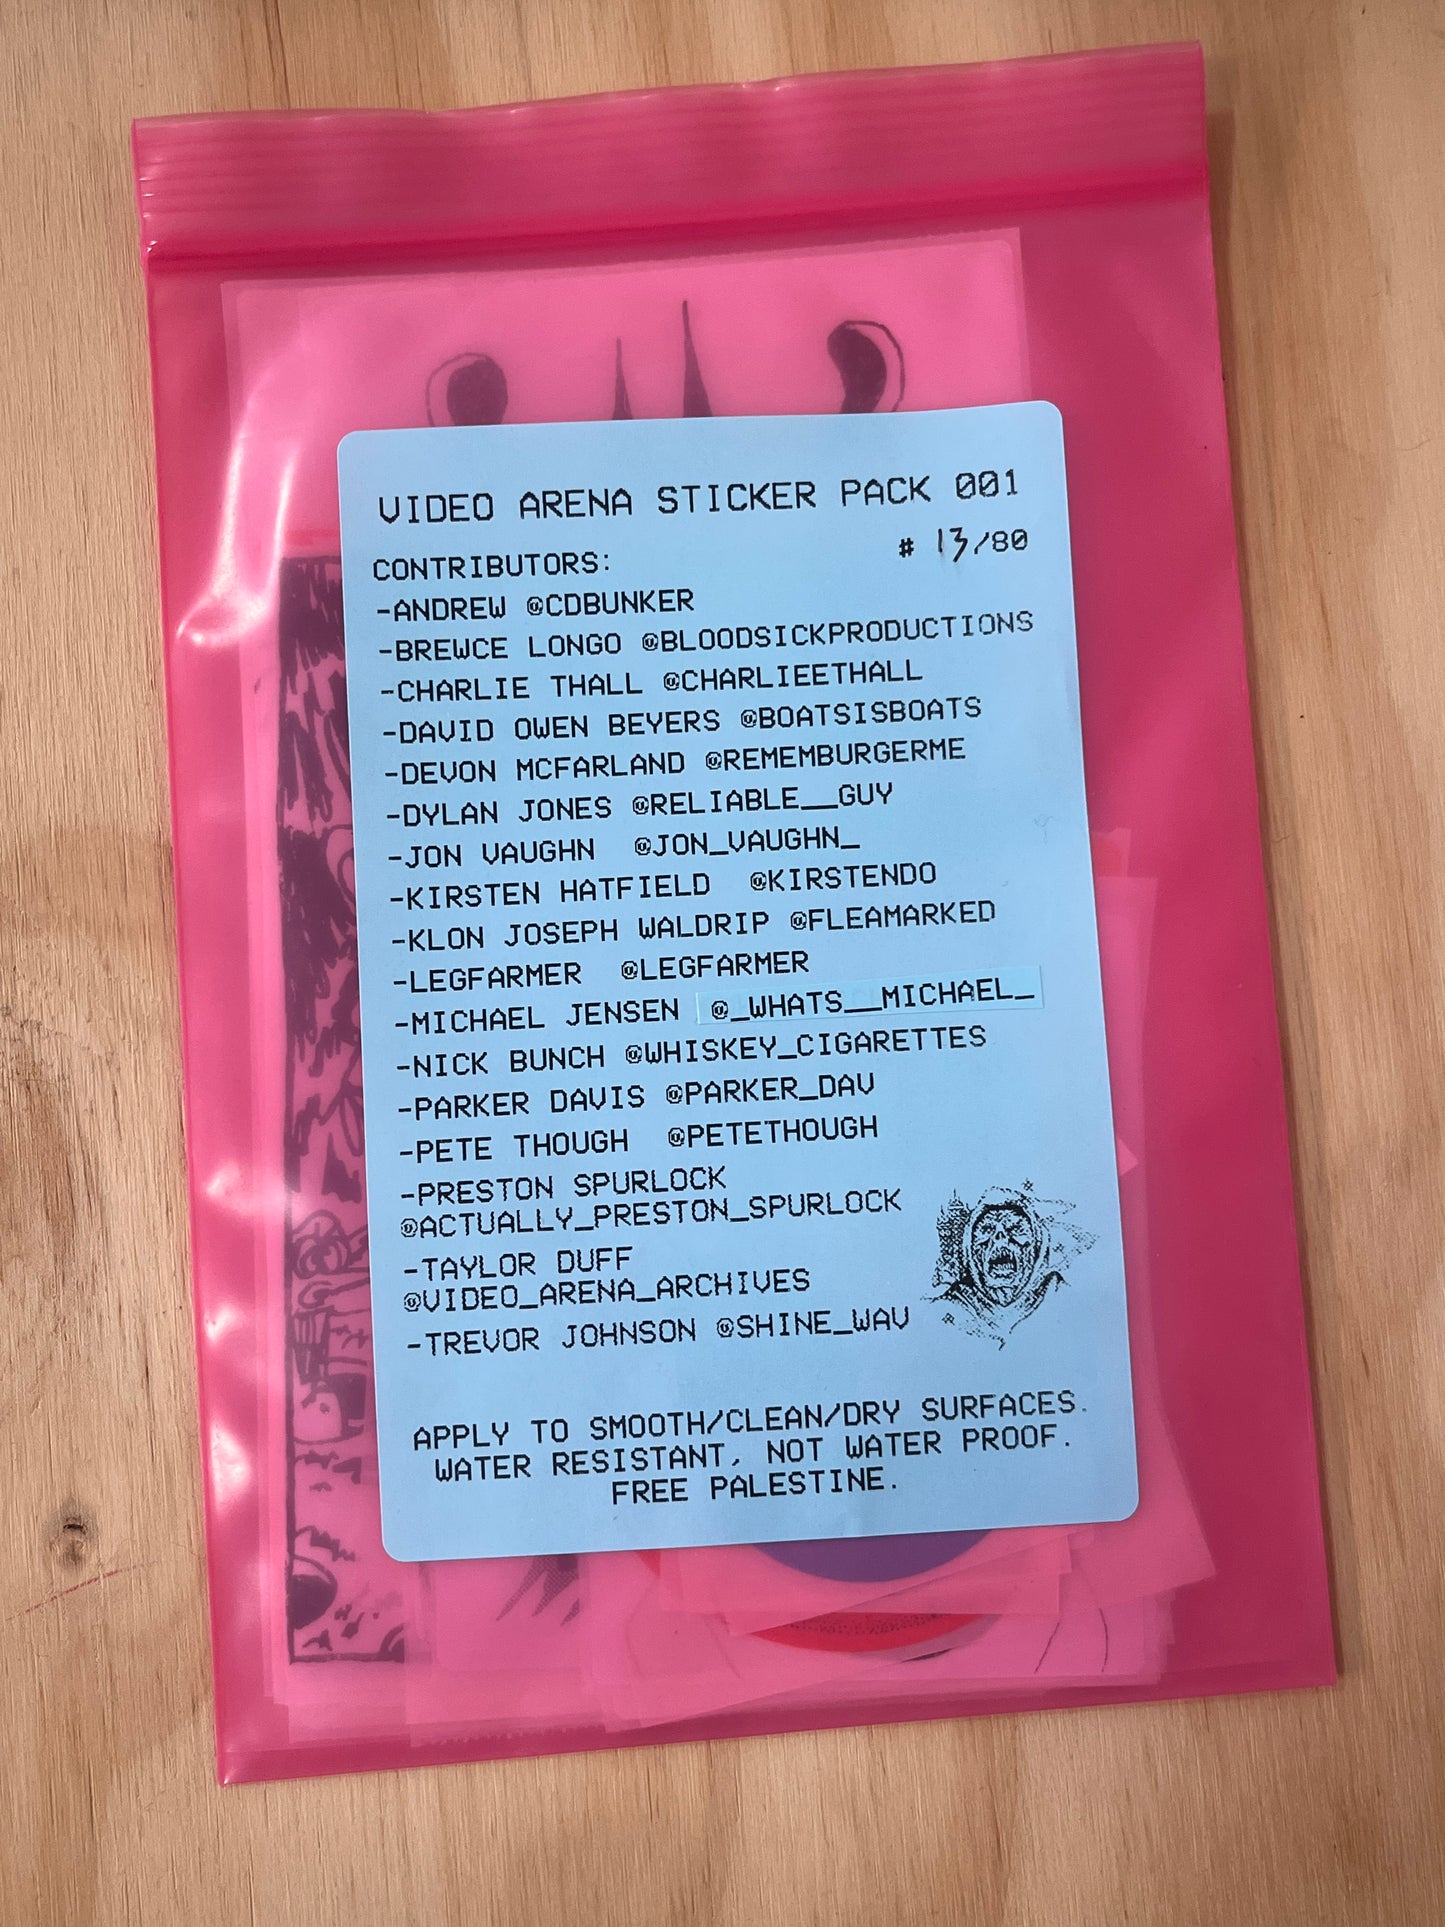 VIDEO ARENA STICKER PACK 001
# 13/80
CONTRIBUTORS:
-ANDREW @CDBUNKER
-BREWCE LONGO @BLOODSICKPRODUCTIONS
-CHARLIE THALL @CHARLIEETHALL
-DAVID OWEN BEYERS @BOATSISBOATS
-DEVON MCFARLAND @REMEMBURGERME
-DYLAN JONES @RELIABLE__GUY
-JON VAUGHN @JON_VAUGHN_
-KIRSTEN HATFIELD @KIRSTENDO
-KLON JOSEPH WALDRIP @FLEAMARKED
-LEGFARMER @LEGFARMER
-MICHAEL JENSEN @_WHATS__MICHAEL_
-NICK BUNCH @WHISKEY_CIGARETTES
-PARKER DAVIS @PARKER_DAV
-PETE THOUGH @PETETHOUGH
-PRESTON SPURLOCK
@ACTUALLY_PRESTON_SPURLOCK
-TAYLOR DUFF
@VIDEO_ARENA_ARCHIVES
-TREVOR JOHNSON @SHINE_WAV
APPLY TO SMOOTH/CLEAN/DRY SURFACES.
WATER RESISTANT, NOT WATER PROOF.
FREE PALESTINE.